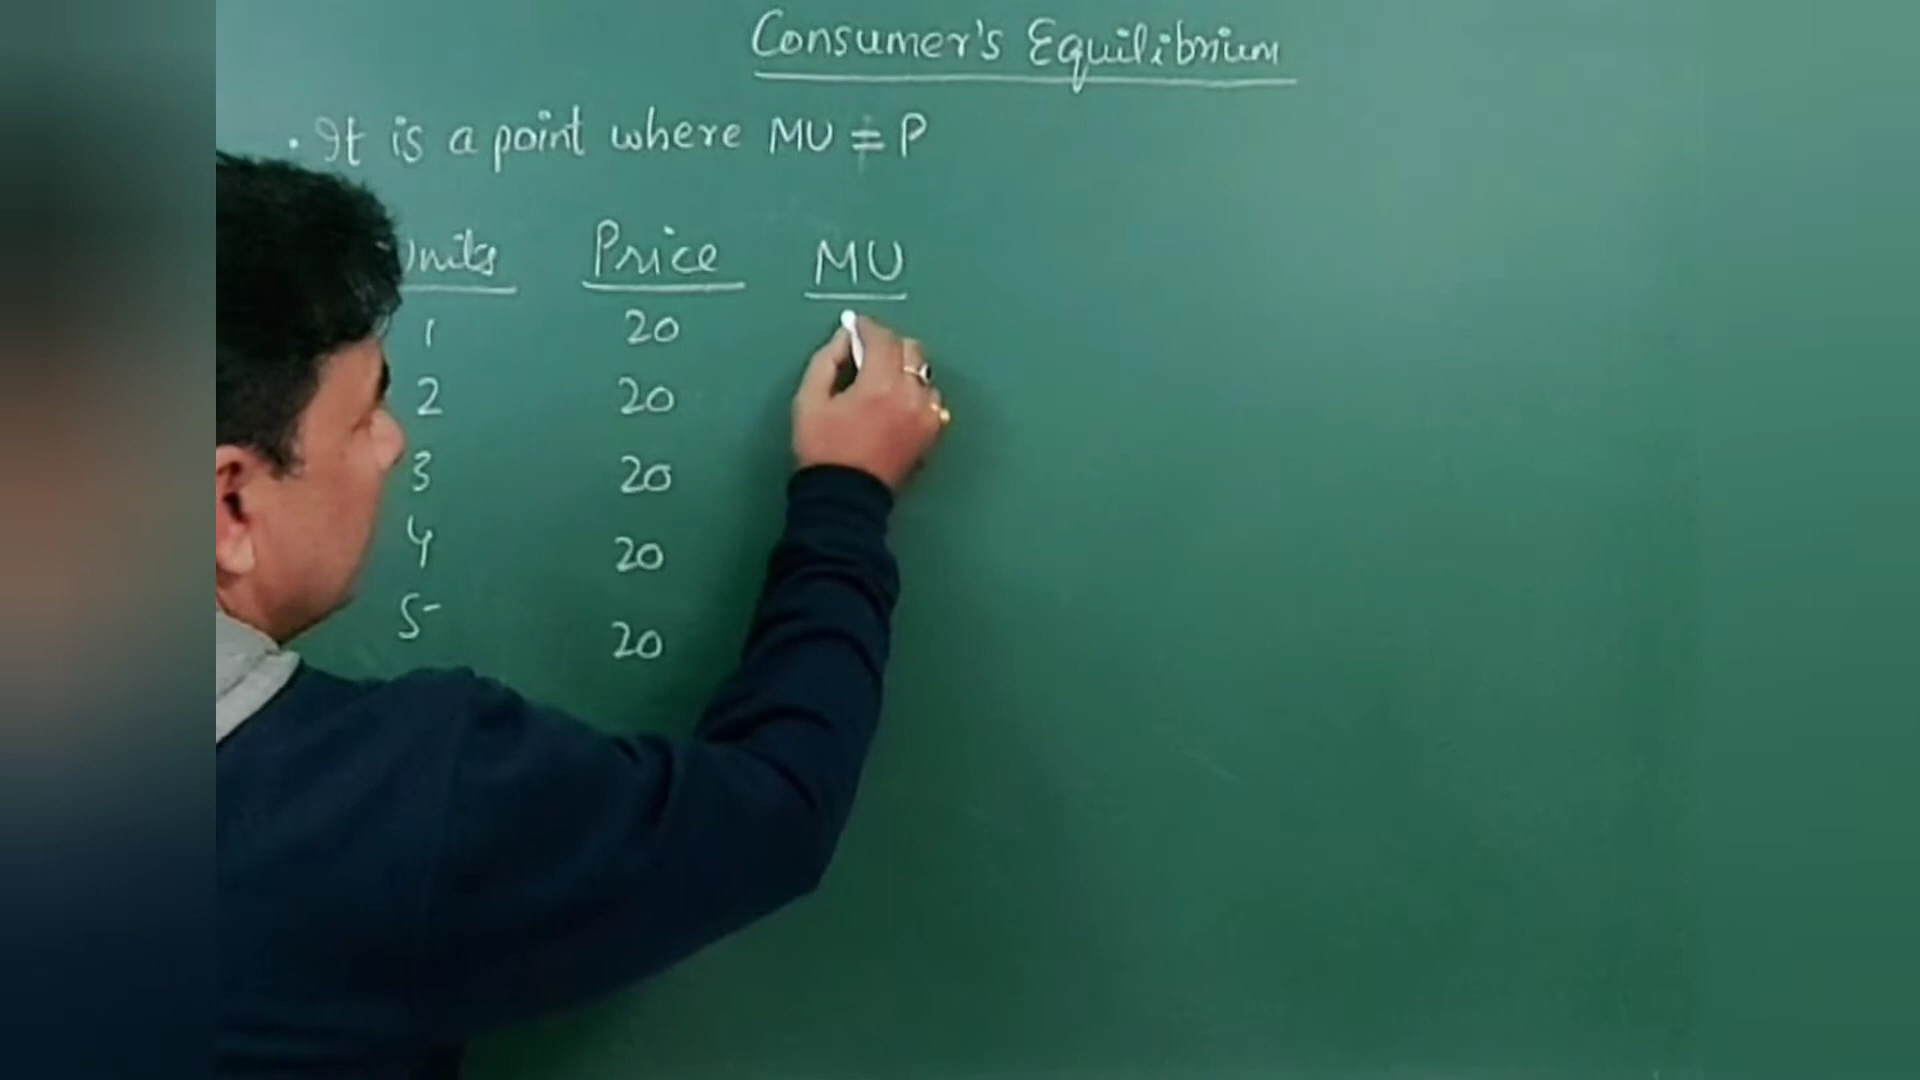 Consumer's Equilibrium
• It is a point where MU = P
Units Price MU
1 20
2 20
3 20
4 20
5 20